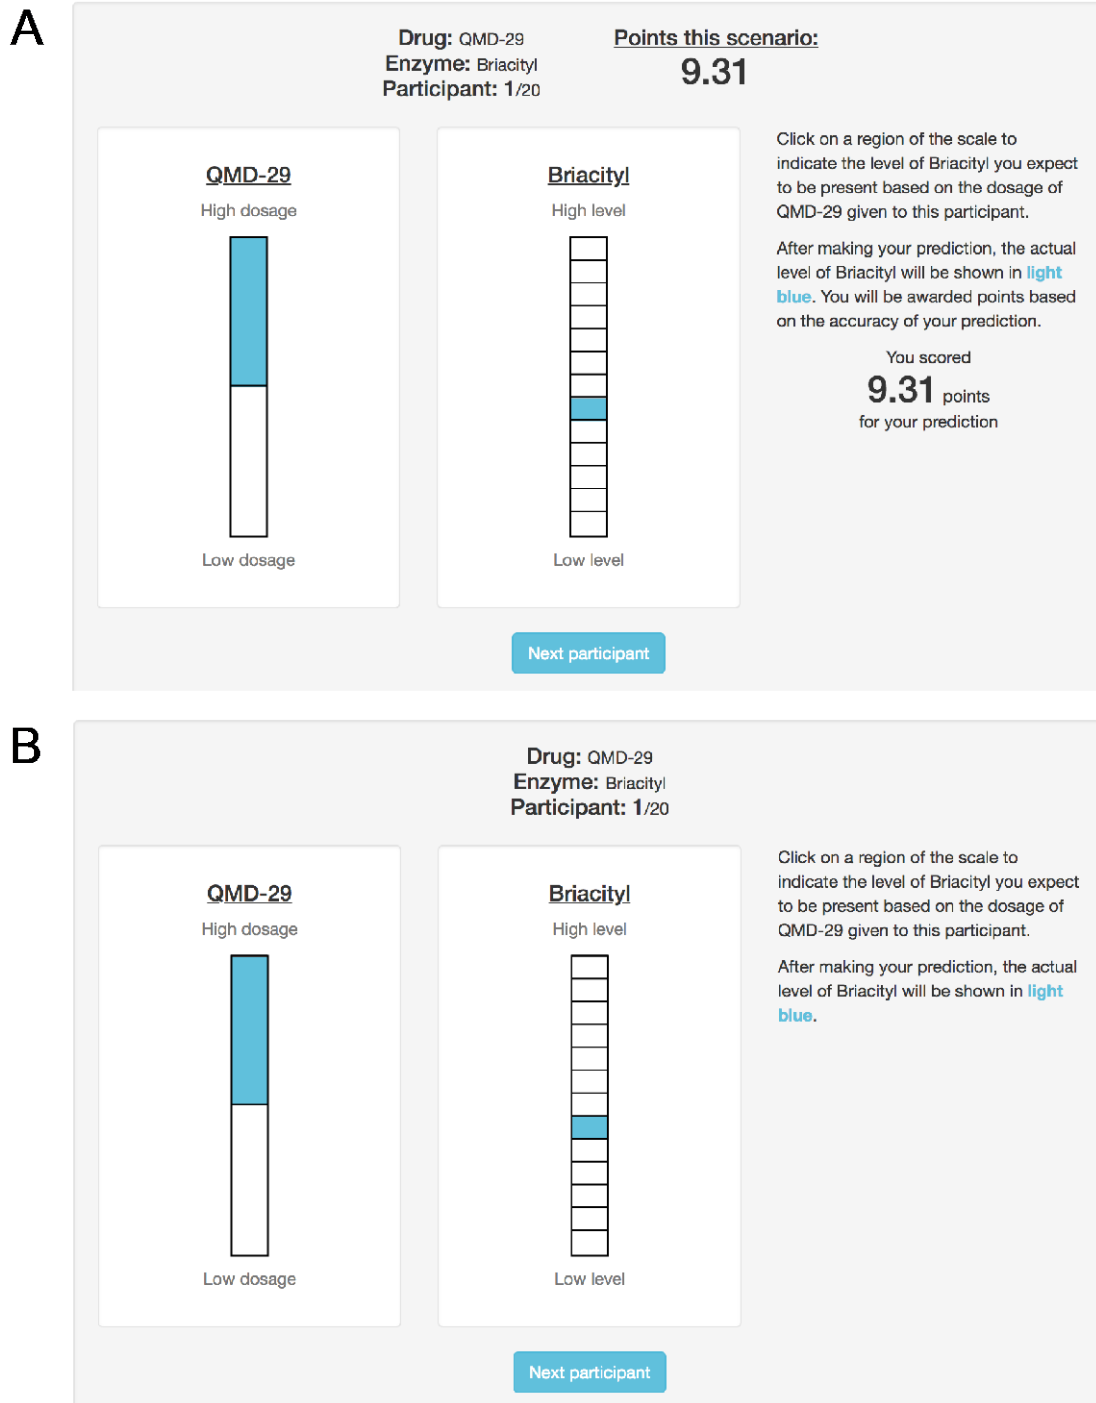 A
Drug: QMD-29
Enzyme: Briacityl
Participant: 1/20
Points this scenario:
9.31
QMD-29
High dosage
Low dosage
Briacityl
High level
Low level
Click on a region of the scale to
indicate the level of Briacityl you expect
to be present based on the dosage of
QMD-29 given to this participant.
After making your prediction, the actual
level of Briacityl will be shown in light
blue. You will be awarded points based
on the accuracy of your prediction.
You scored
9.31 points
for your prediction
Next participant
B
Drug: QMD-29
Enzyme: Briacityl
Participant: 1/20
QMD-29
High dosage
Low dosage
Briacityl
High level
Low level
Click on a region of the scale to
indicate the level of Briacityl you expect
to be present based on the dosage of
QMD-29 given to this participant.
After making your prediction, the actual
level of Briacityl will be shown in light
blue.
Next participant